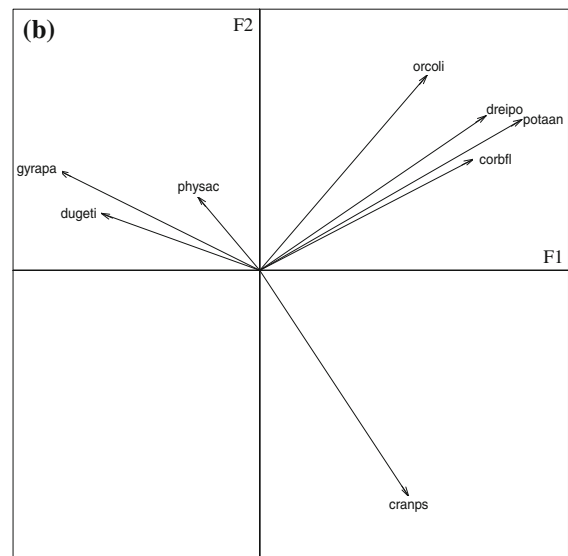 (b)
F2
orcoli
dreipo
potaan
corbfl
gyrapa
physac
dugeti
F1
cranps